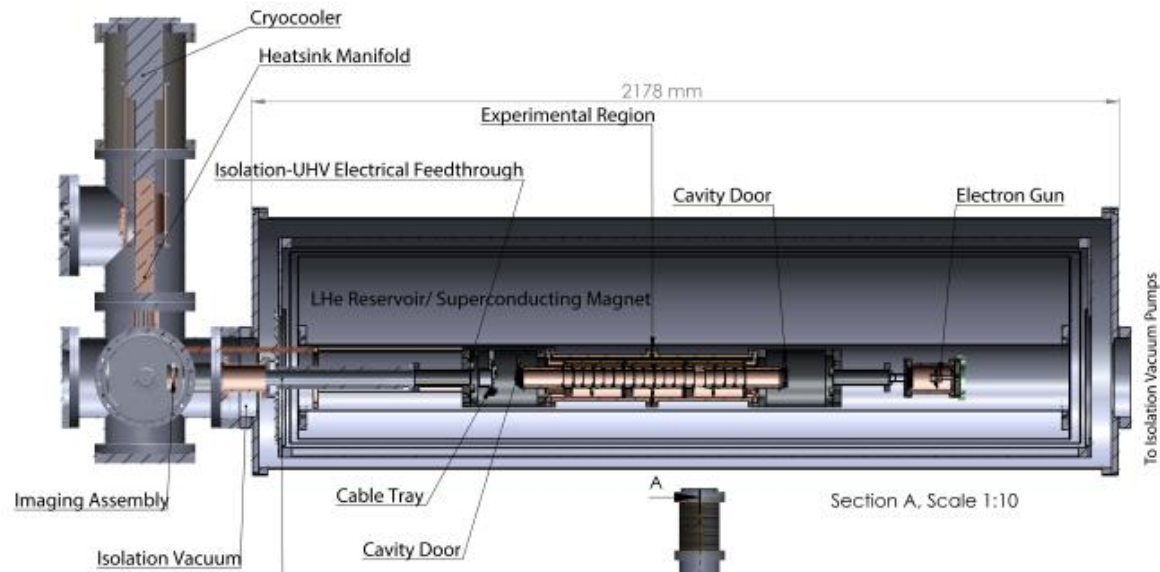 Cryocooler
Heatsink Manifold
2178 mm
Experimental Region
Isolation-UHV Electrical Feedthrough
Cavity Door
Electron Gun
LHe Reservoir/ Superconducting Magnet
To Isolation Vacuum Pumps
Imaging Assembly
Cable Tray
A
Section A, Scale 1:10
Isolation Vacuum
Cavity Door